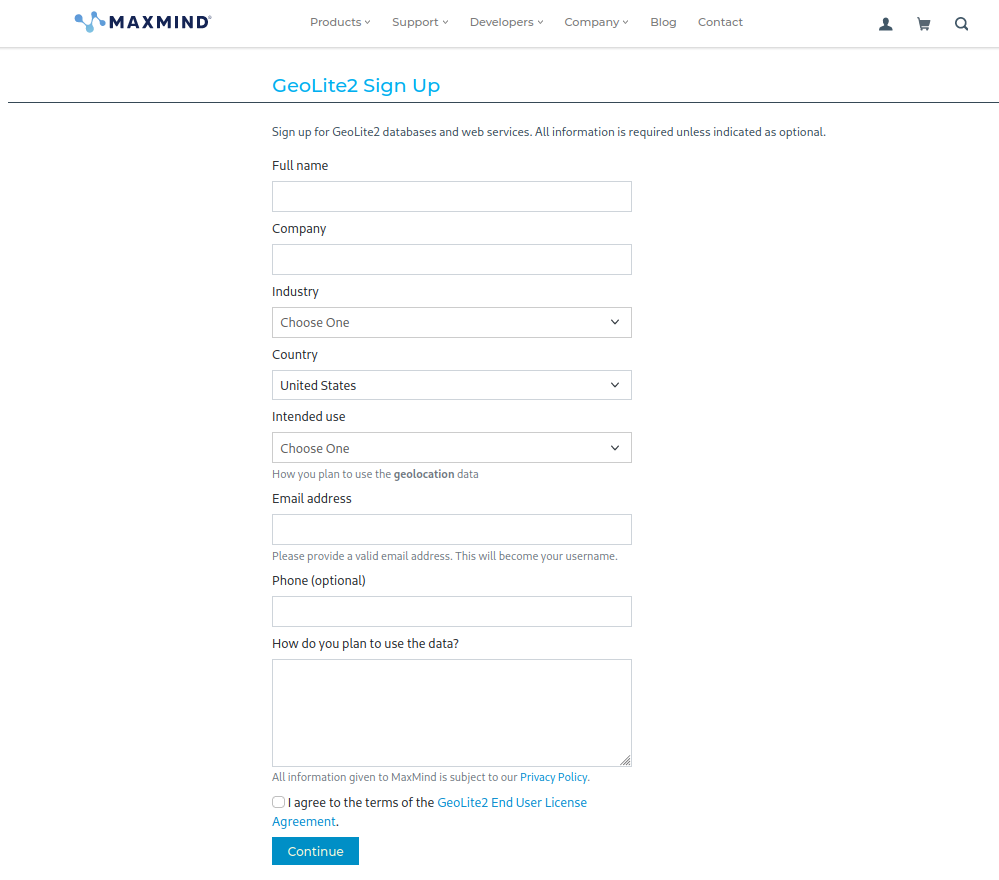 MAXMIND
Products Support Developers Company Blog Contact
GeoLite2 Sign Up
Sign up for GeoLite2 databases and web services. All information is required unless indicated as optional.
Full name
Company
Industry
Choose One
Country
United States
Intended use
Choose One
How you plan to use the geolocation data
Email address
Please provide a valid email address. This will become your username.
Phone (optional)
How do you plan to use the data?
All information given to MaxMind is subject to our Privacy Policy.
I agree to the terms of the GeoLite2 End User License
Agreement.
Continue